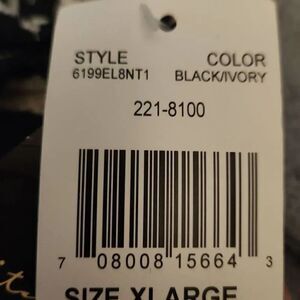 STYLE COLOR
6199EL8NT1 BLACK/IVORY
221-8100
7 08008 15664 3
SIZE XLARGE